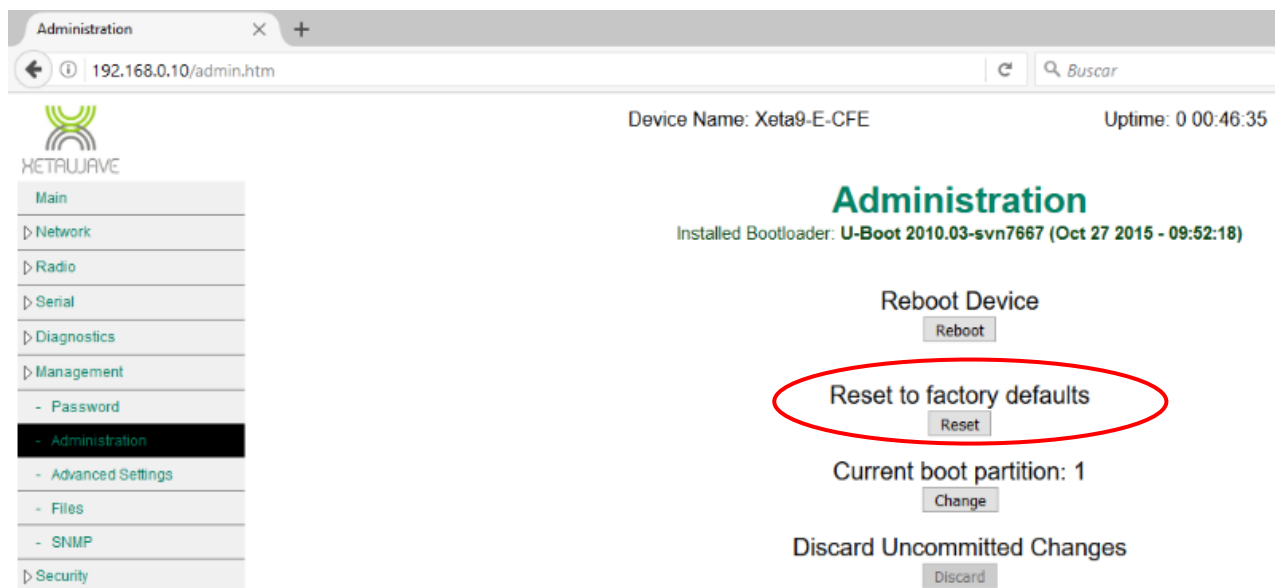 Administration
192.168.0.10/admin.htm
Buscar
XETAWAVE
Device Name: Xeta9-E-CFE
Uptime: 0 00:46:35
Main
Network
Radio
Serial
Diagnostics
Management
- Password
- Administration
- Advanced Settings
- Files
- SNMP
Security
Administration
Installed Bootloader: U-Boot 2010.03-svn7667 (Oct 27 2015 - 09:52:18)
Reboot Device
Reboot
Reset to factory defaults
Reset
Current boot partition: 1
Change
Discard Uncommitted Changes
Discard